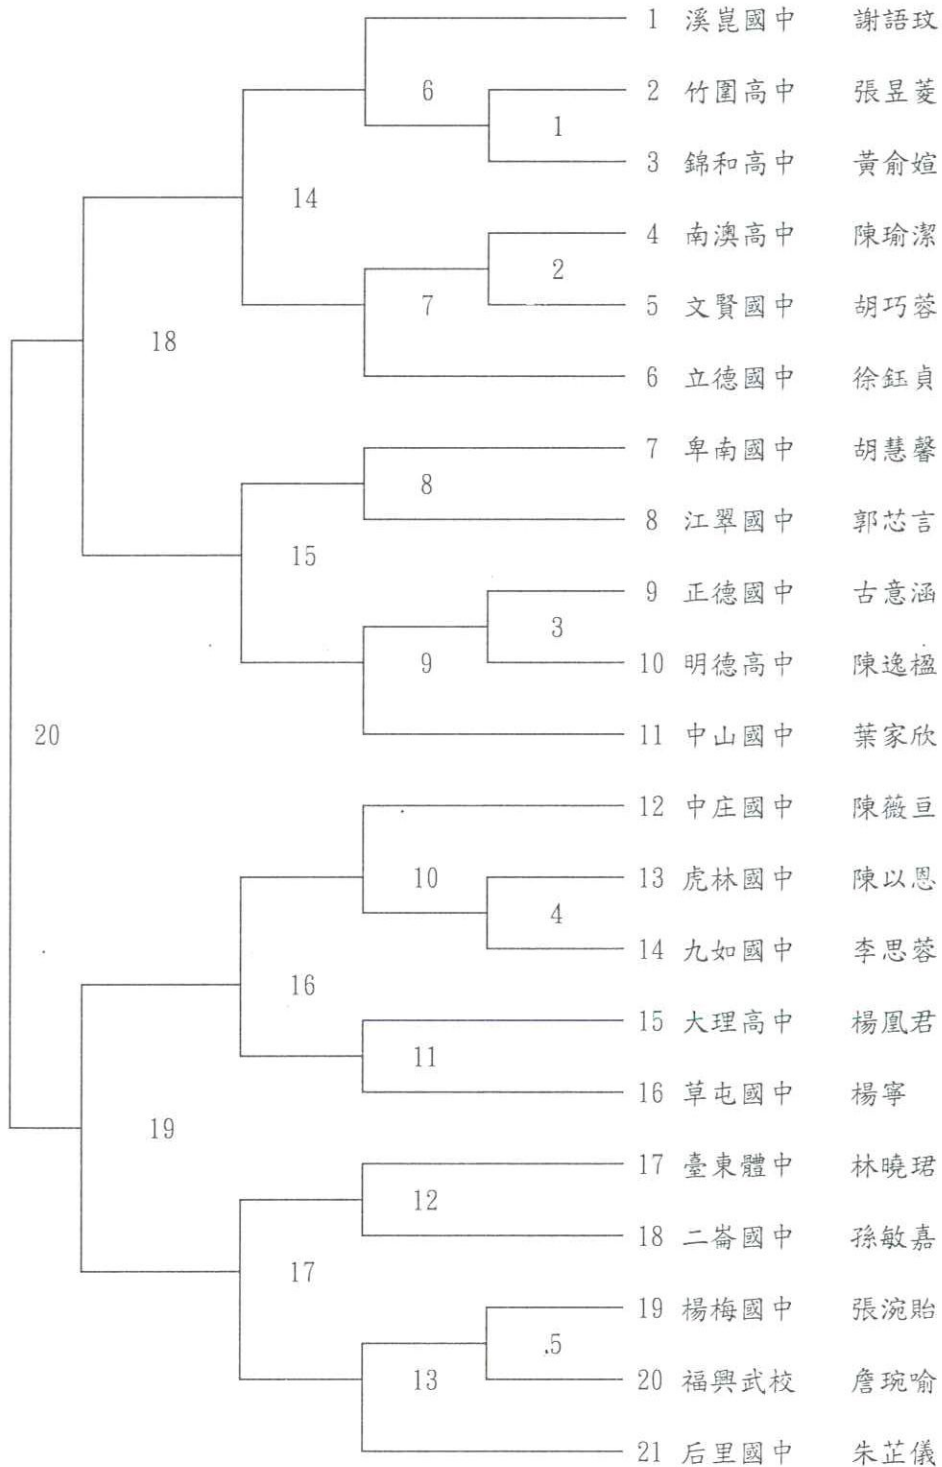 1 溪崑國中 謝語玟
6
2 竹圍高中 張昱菱
1
3 錦和高中 黃俞媗
14
4 南澳高中 陳瑜潔
2
7
5 文賢國中 胡巧蓉
18
6 立德國中 徐鈺貞
7 卑南國中 胡慧馨
8
8 江翠國中 郭芯言
15
9 正德國中 古意涵
3
9
10 明德高中 陳逸楹
20
11 中山國中 葉家欣
12 中庄國中 陳薇亘
10
13 虎林國中 陳以恩
4
14 九如國中 李思蓉
16
15 大理高中 楊凰君
11
16 草屯國中 楊寧
19
17 臺東體中 林曉珺
12
18 二崙國中 孫敏嘉
17
19 楊梅國中 張涴貽
5
13
20 福興武校 詹琬喻
21 后里國中 朱芷儀